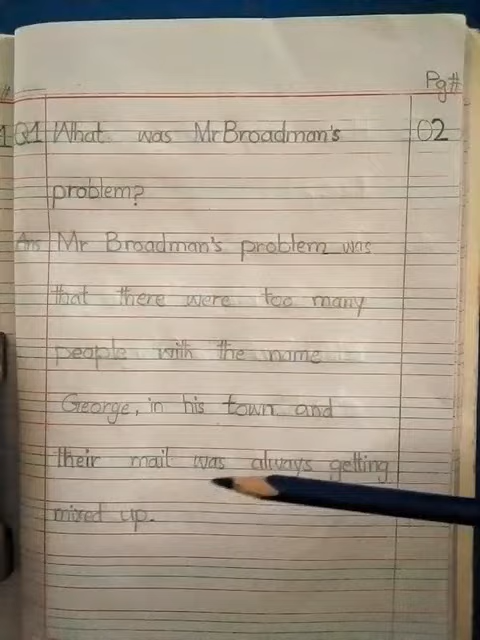 Pg#
Q1 What was Mr Broadman's 02
problem?
Ans Mr Broadman's problem was
that there were too many
people with the name
George, in his town and
their mail was always getting
mixed up.